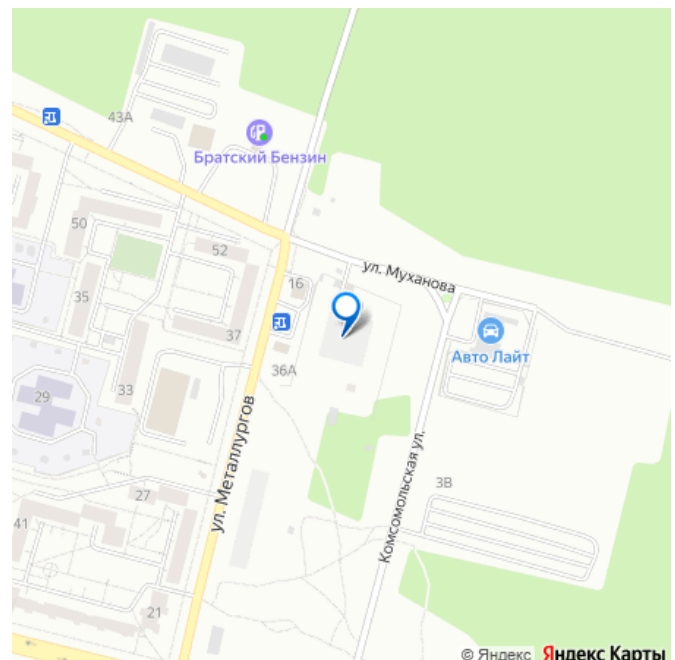 43А
Братский Бензин
50
52
ул. Муханова
16
35
37
Авто Лайт
36А
33
29
ул. Металлургов
Комсомольская ул.
3В
27
41
21
© Яндекс Яндекс Карты